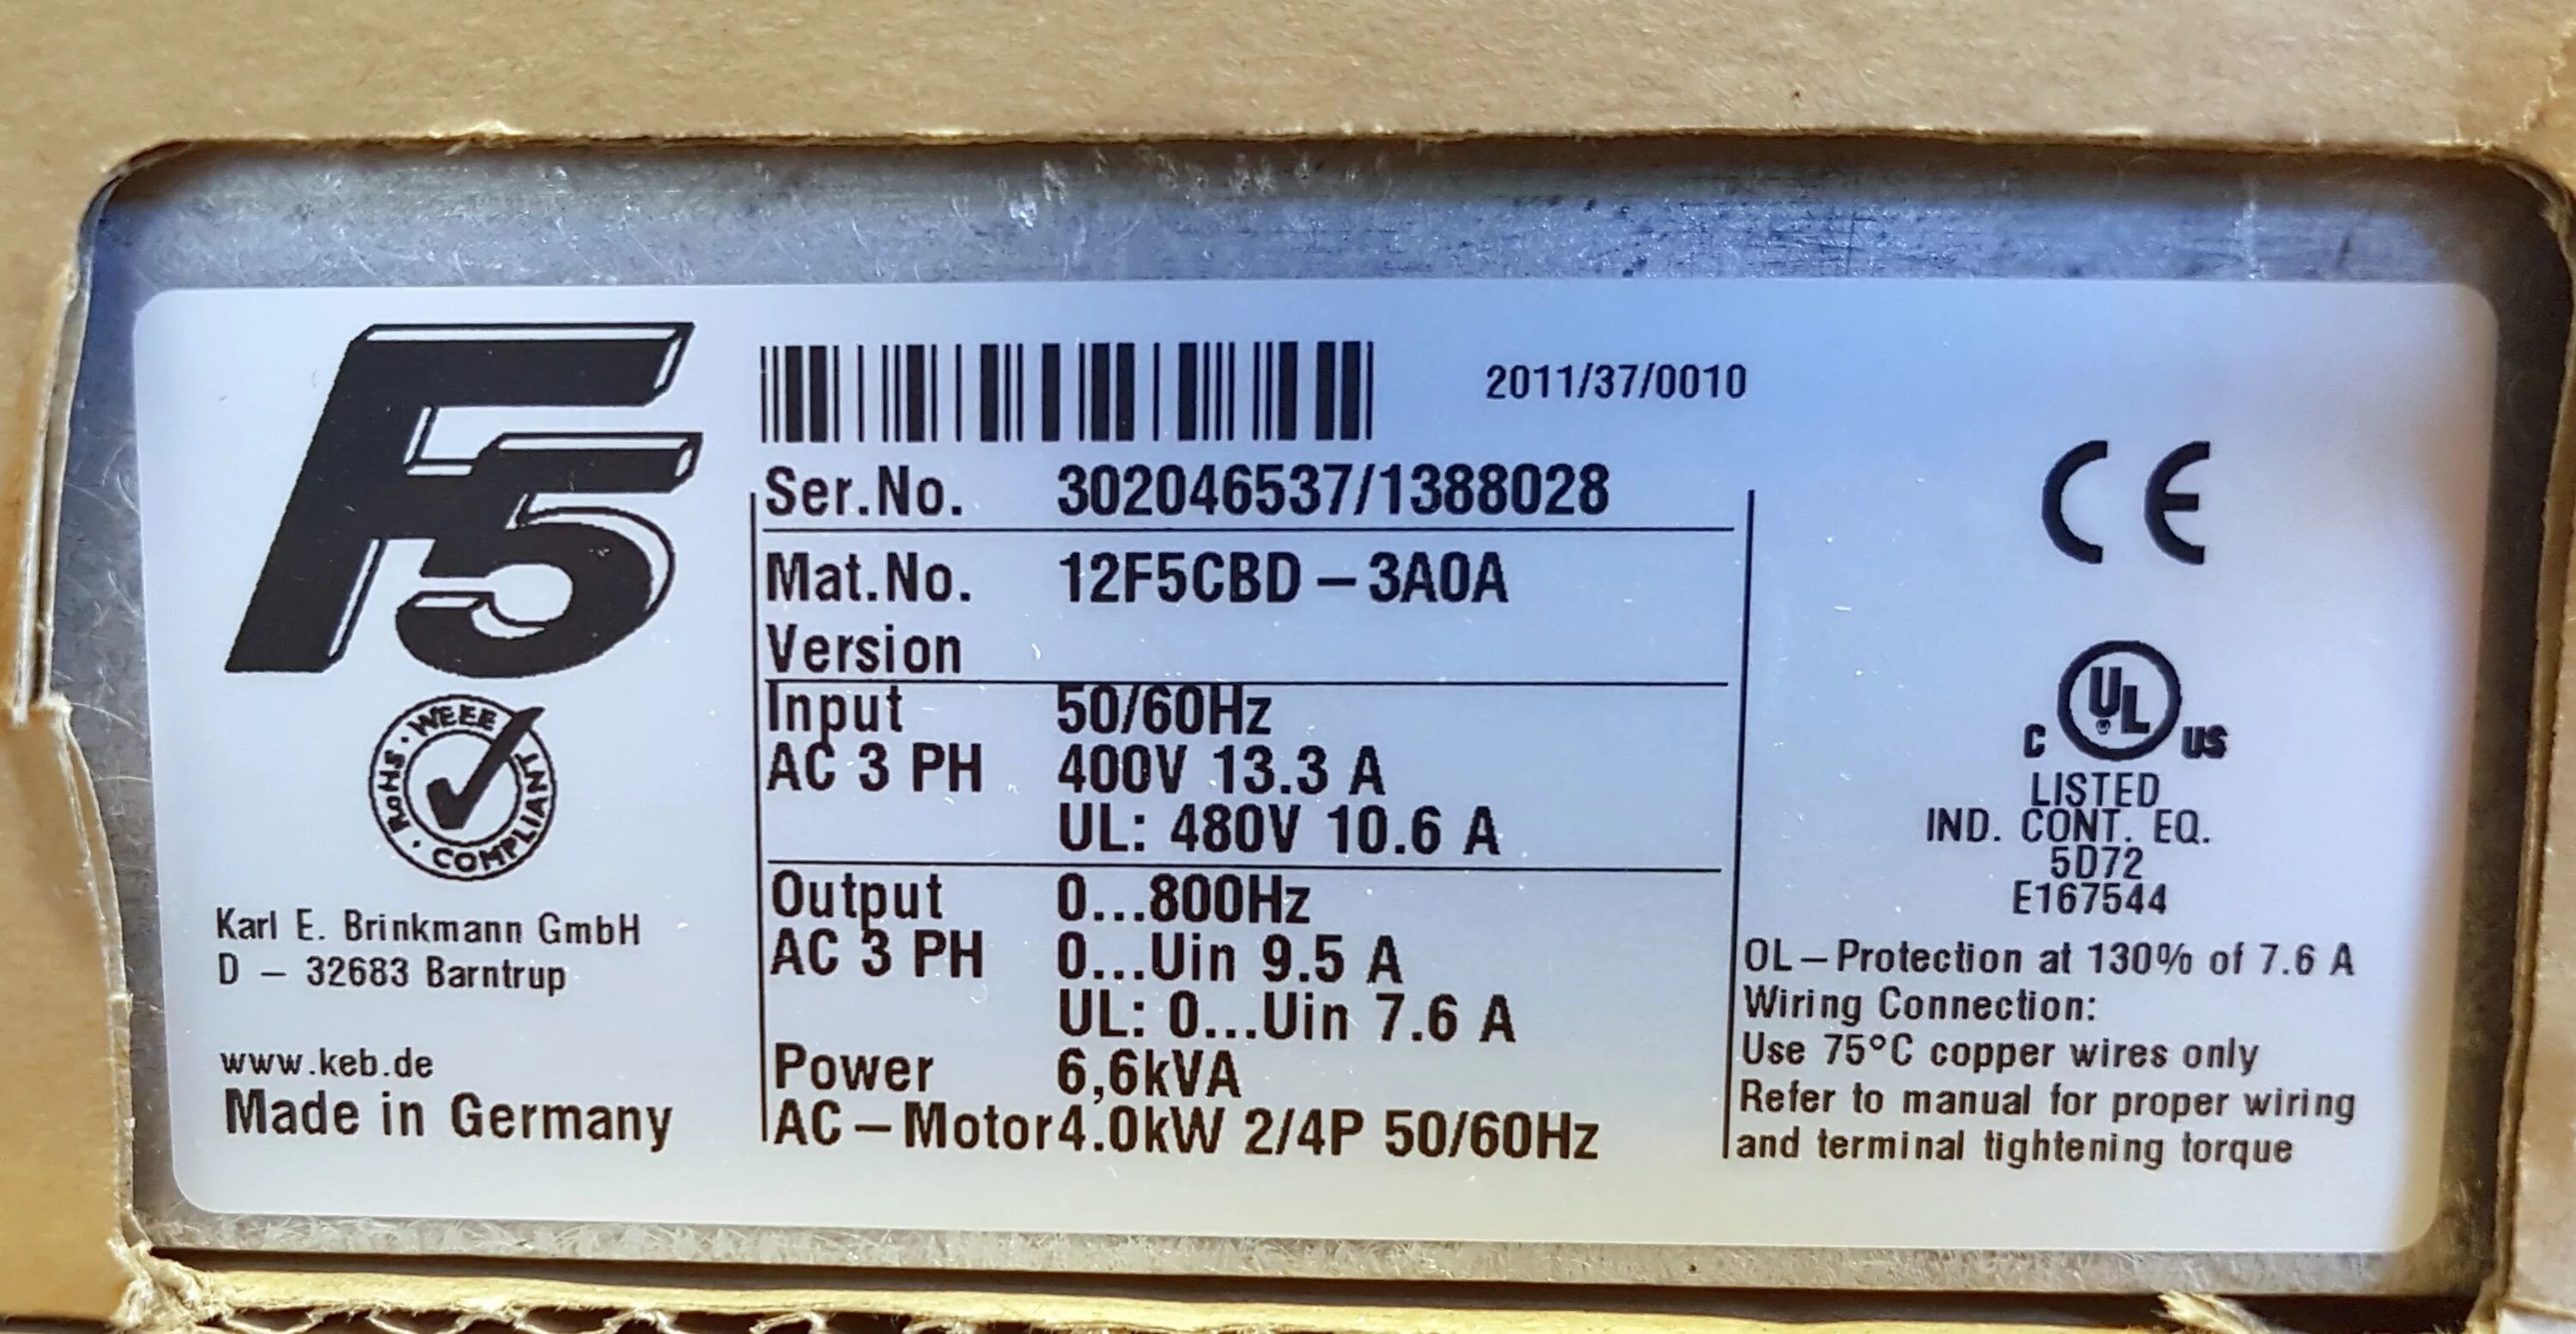 F5
2011/37/0010
Ser.No. 302046537/1388028
Mat.No. 12F5CBD – 3A0A
Version
Input 50/60Hz
AC 3 PH 400V 13.3 A
UL: 480V 10.6 A
Output 0...800Hz
AC 3 PH 0...Uin 9.5 A
UL: 0...Uin 7.6 A
Power 6,6kVA
AC – Motor 4.0kW 2/4P 50/60Hz
RoHS · WEEE
· COMPLIANT
Karl E. Brinkmann GmbH
D – 32683 Barntrup
www.keb.de
Made in Germany
CE
C UL US
LISTED
IND. CONT. EQ.
5D72
E167544
OL – Protection at 130% of 7.6 A
Wiring Connection:
Use 75°C copper wires only
Refer to manual for proper wiring
and terminal tightening torque